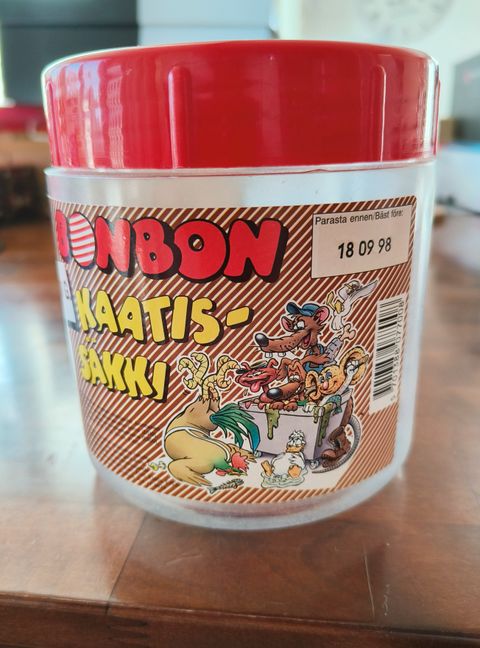 BONBON
KAATIS-
SÄKKI
Parasta ennen/Bäst före:
18 09 98